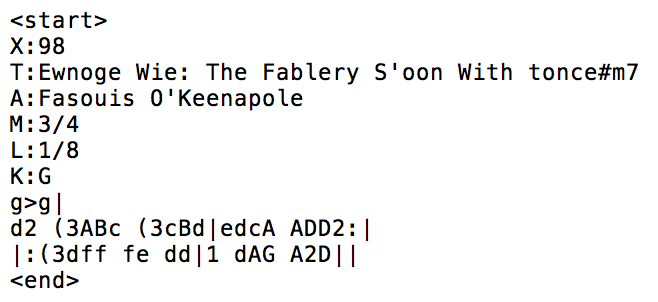 <start>
X:98
T:Ewnoge Wie: The Fablery S'oon With tonce#m7
A:Fasouis O'Keenapole
M:3/4
L:1/8
K:G
g>g|
d2 (3ABc (3cBd|edcA ADD2:|
|:(3dff fe dd|1 dAG A2D||
<end>